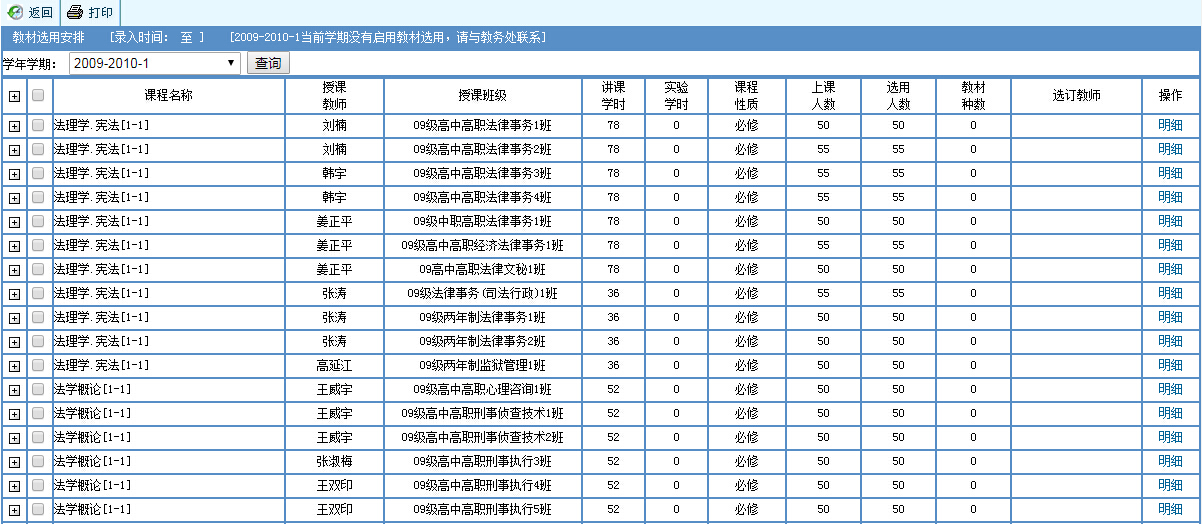 返回 打印
教材选用安排 [录入时间: 至 ] [2009-2010-1当前学期没有启用教材选用，请与教务处联系]
学年学期: 2009-2010-1 查询
课程名称 授课教师 授课班级 讲课学时 实验学时 课程性质 上课人数 选用人数 教材种数 选订教师 操作
法理学.宪法[1-1] 刘楠 09级高中高职法律事务1班 78 0 必修 50 50 0 明细
法理学.宪法[1-1] 刘楠 09级高中高职法律事务2班 78 0 必修 55 55 0 明细
法理学.宪法[1-1] 韩宇 09级高中高职法律事务3班 78 0 必修 55 55 0 明细
法理学.宪法[1-1] 韩宇 09级高中高职法律事务4班 78 0 必修 55 55 0 明细
法理学.宪法[1-1] 姜正平 09级中职高职法律事务1班 78 0 必修 50 50 0 明细
法理学.宪法[1-1] 姜正平 09级高中高职经济法律事务1班 78 0 必修 55 55 0 明细
法理学.宪法[1-1] 姜正平 09高中高职法律文秘1班 78 0 必修 50 50 0 明细
法理学.宪法[1-1] 张涛 09级法律事务(司法行政)1班 36 0 必修 55 55 0 明细
法理学.宪法[1-1] 张涛 09级两年制法律事务1班 36 0 必修 50 50 0 明细
法理学.宪法[1-1] 张涛 09级两年制法律事务2班 36 0 必修 50 50 0 明细
法理学.宪法[1-1] 高延江 09级两年制监狱管理1班 36 0 必修 50 50 0 明细
法学概论[1-1] 王威宇 09级高中高职心理咨询1班 52 0 必修 50 50 0 明细
法学概论[1-1] 王威宇 09级高中高职刑事侦查技术1班 52 0 必修 50 50 0 明细
法学概论[1-1] 王威宇 09级高中高职刑事侦查技术2班 52 0 必修 50 50 0 明细
法学概论[1-1] 张淑梅 09级高中高职刑事执行3班 52 0 必修 50 50 0 明细
法学概论[1-1] 王双印 09级高中高职刑事执行4班 52 0 必修 50 50 0 明细
法学概论[1-1] 王双印 09级高中高职刑事执行5班 52 0 必修 50 50 0 明细